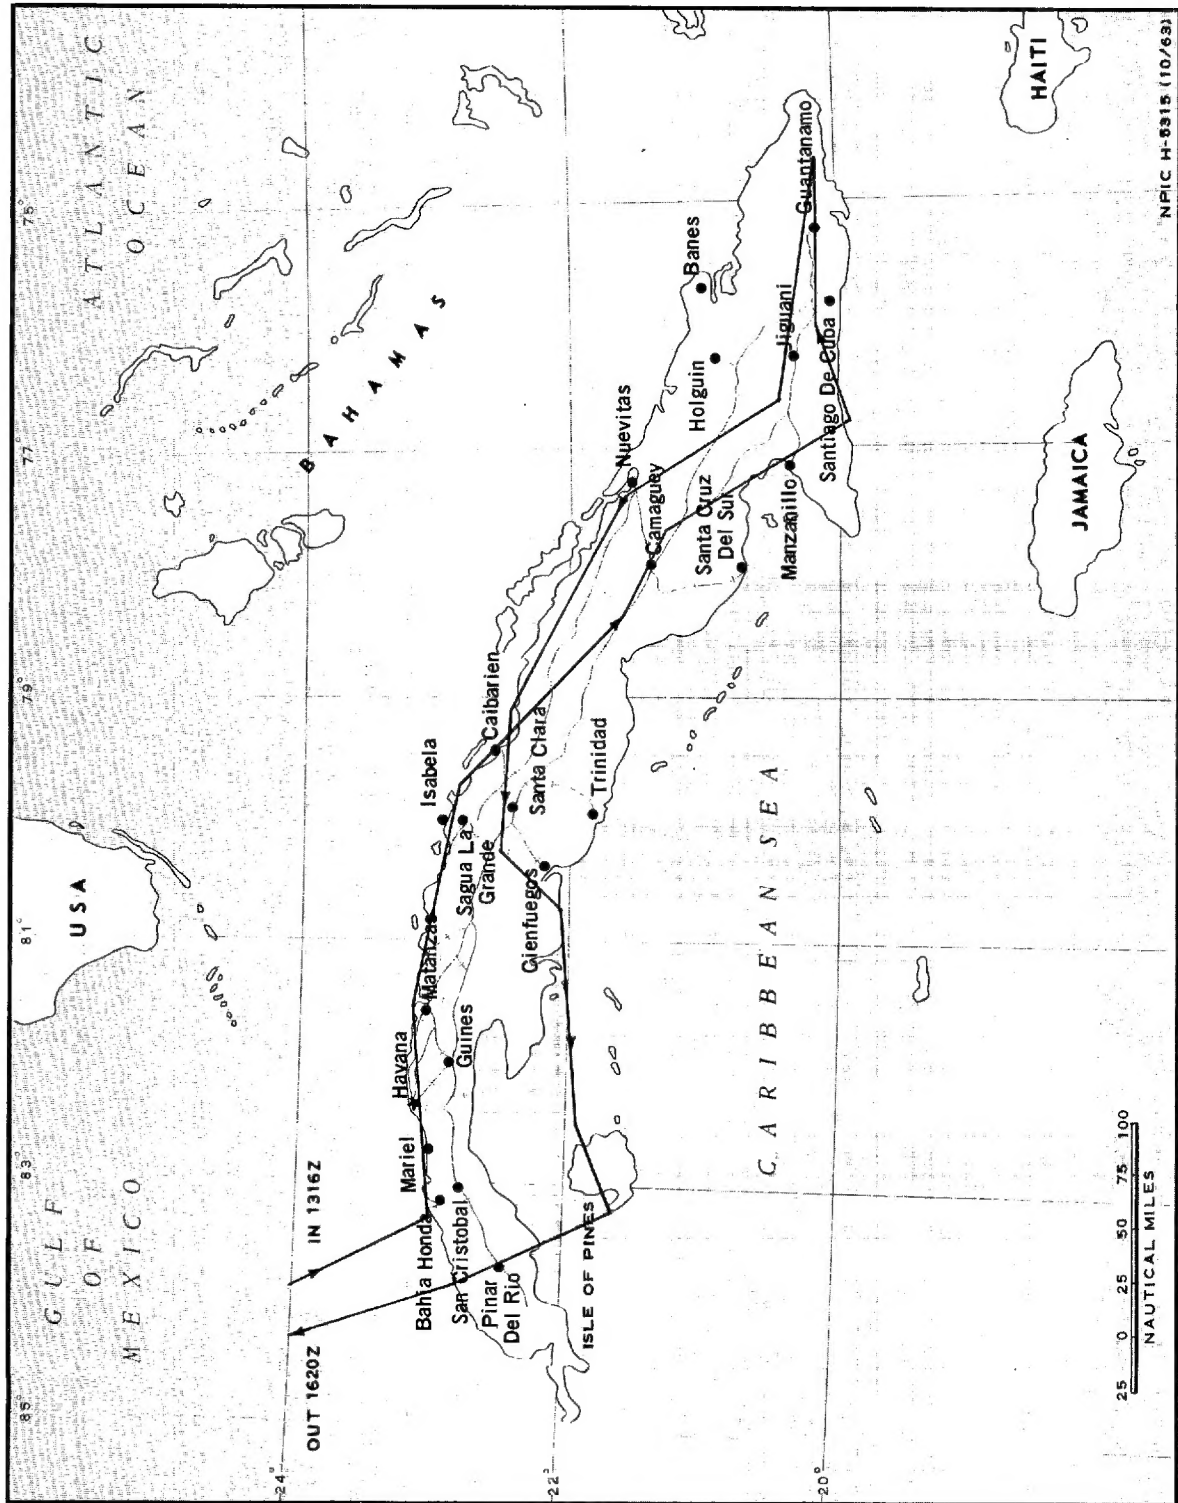 GULF
OF
MEXICO
ATLANTIC
OCEAN
USA
BAHAMAS
85°
83°
81°
79°
77°
75°
24°
22°
20°
OUT 1620Z
IN 1316Z
Bahia Honda
Mariel
Havana
Matanzas
Guines
San Cristobal
Pinar
Del Rio
ISLE OF PINES
Isabela
Sagua La
Grande
Caibarien
Santa Clara
Cienfuegos
Trinidad
Nuevitas
Camaguey
Santa Cruz
Del Sur
Holguin
Banes
Manzanillo
Jiguani
Santiago De Cuba
Guantanamo
CARIBBEAN SEA
JAMAICA
HAITI
25 0 25 50 75 100
NAUTICAL MILES
NPIC H-5315 (10/63)